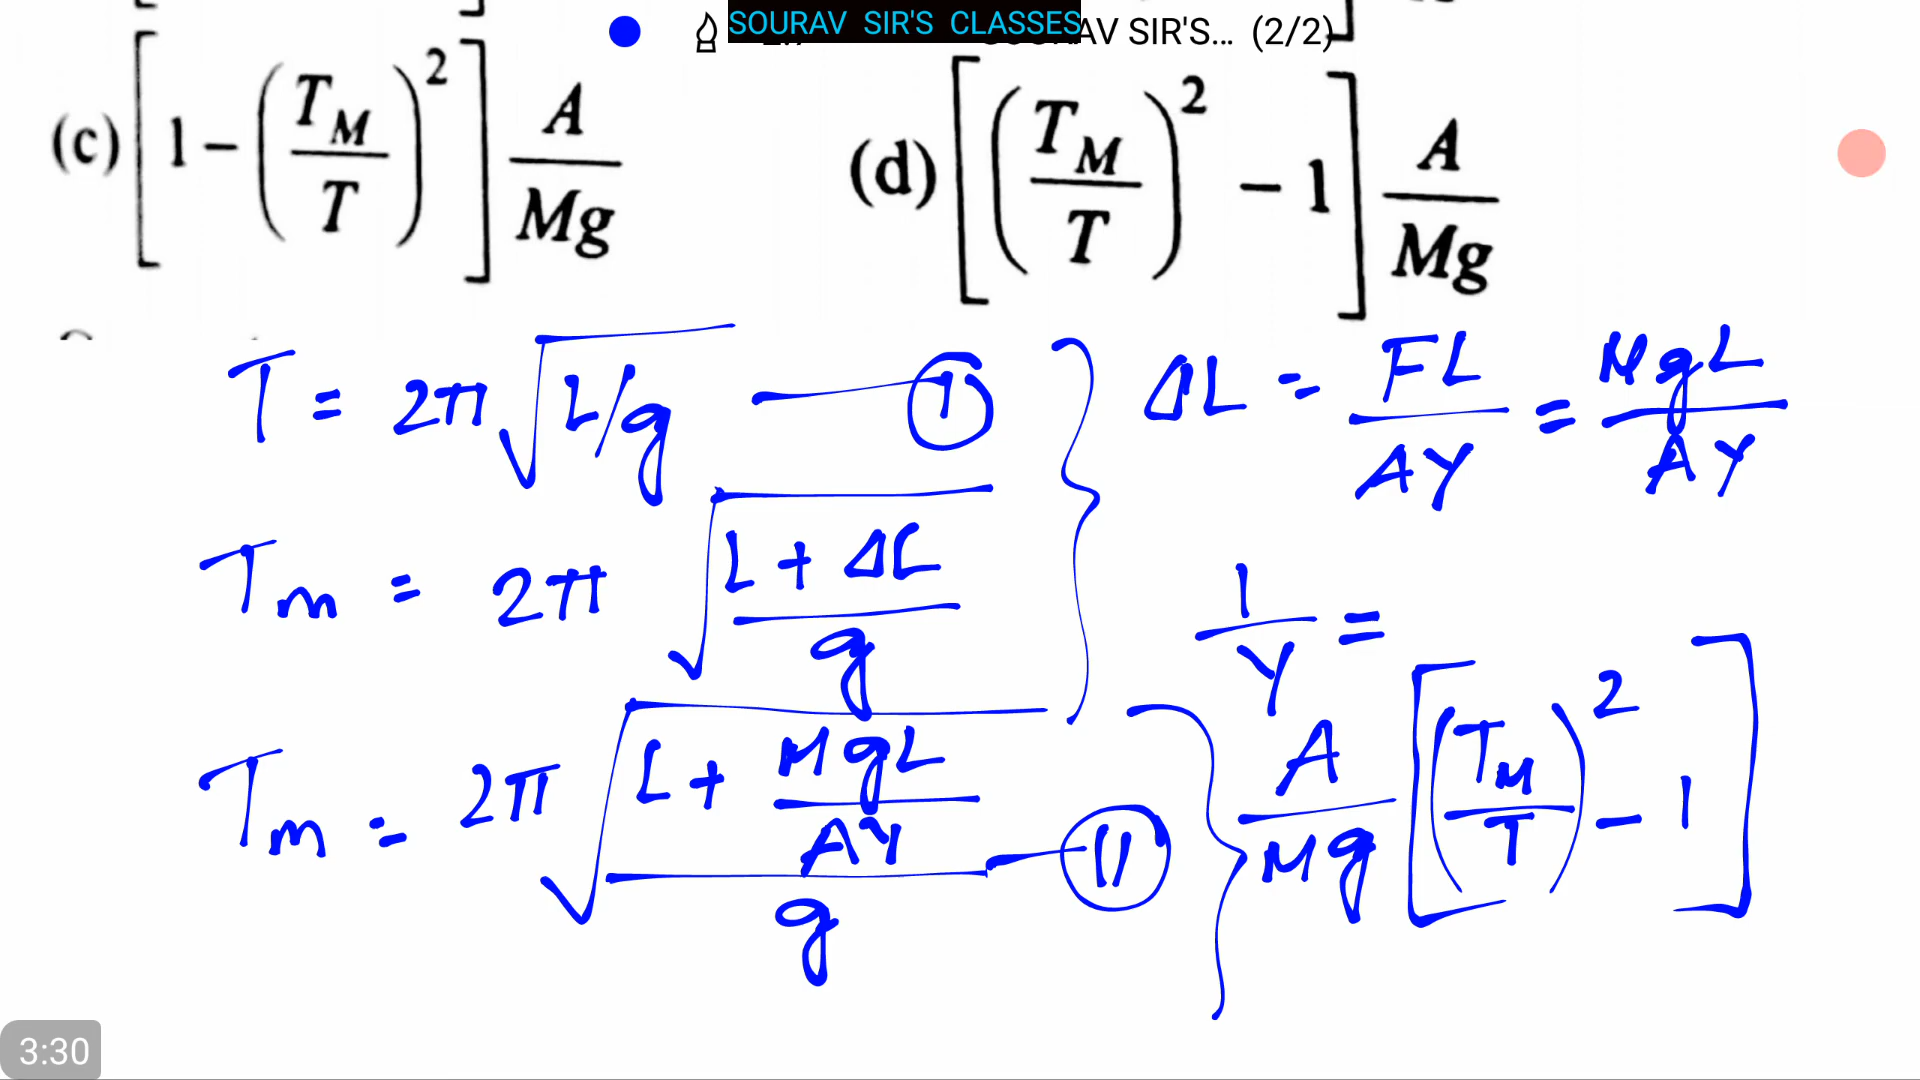 SOURAV SIR'S CLASSES AV SIR'S... (2/2)
(c) [1 - (T_M/T)^2] A/Mg
(d) [(T_M/T)^2 - 1] A/Mg
T = 2π √(L/g) — (I)
ΔL = FL/AY = MgL/AY
T_m = 2π √((L + ΔL)/g)
1/Y = A/Mg [(T_M/T)^2 - 1]
T_m = 2π √((L + MgL/AY)/g) — (II)
3:30